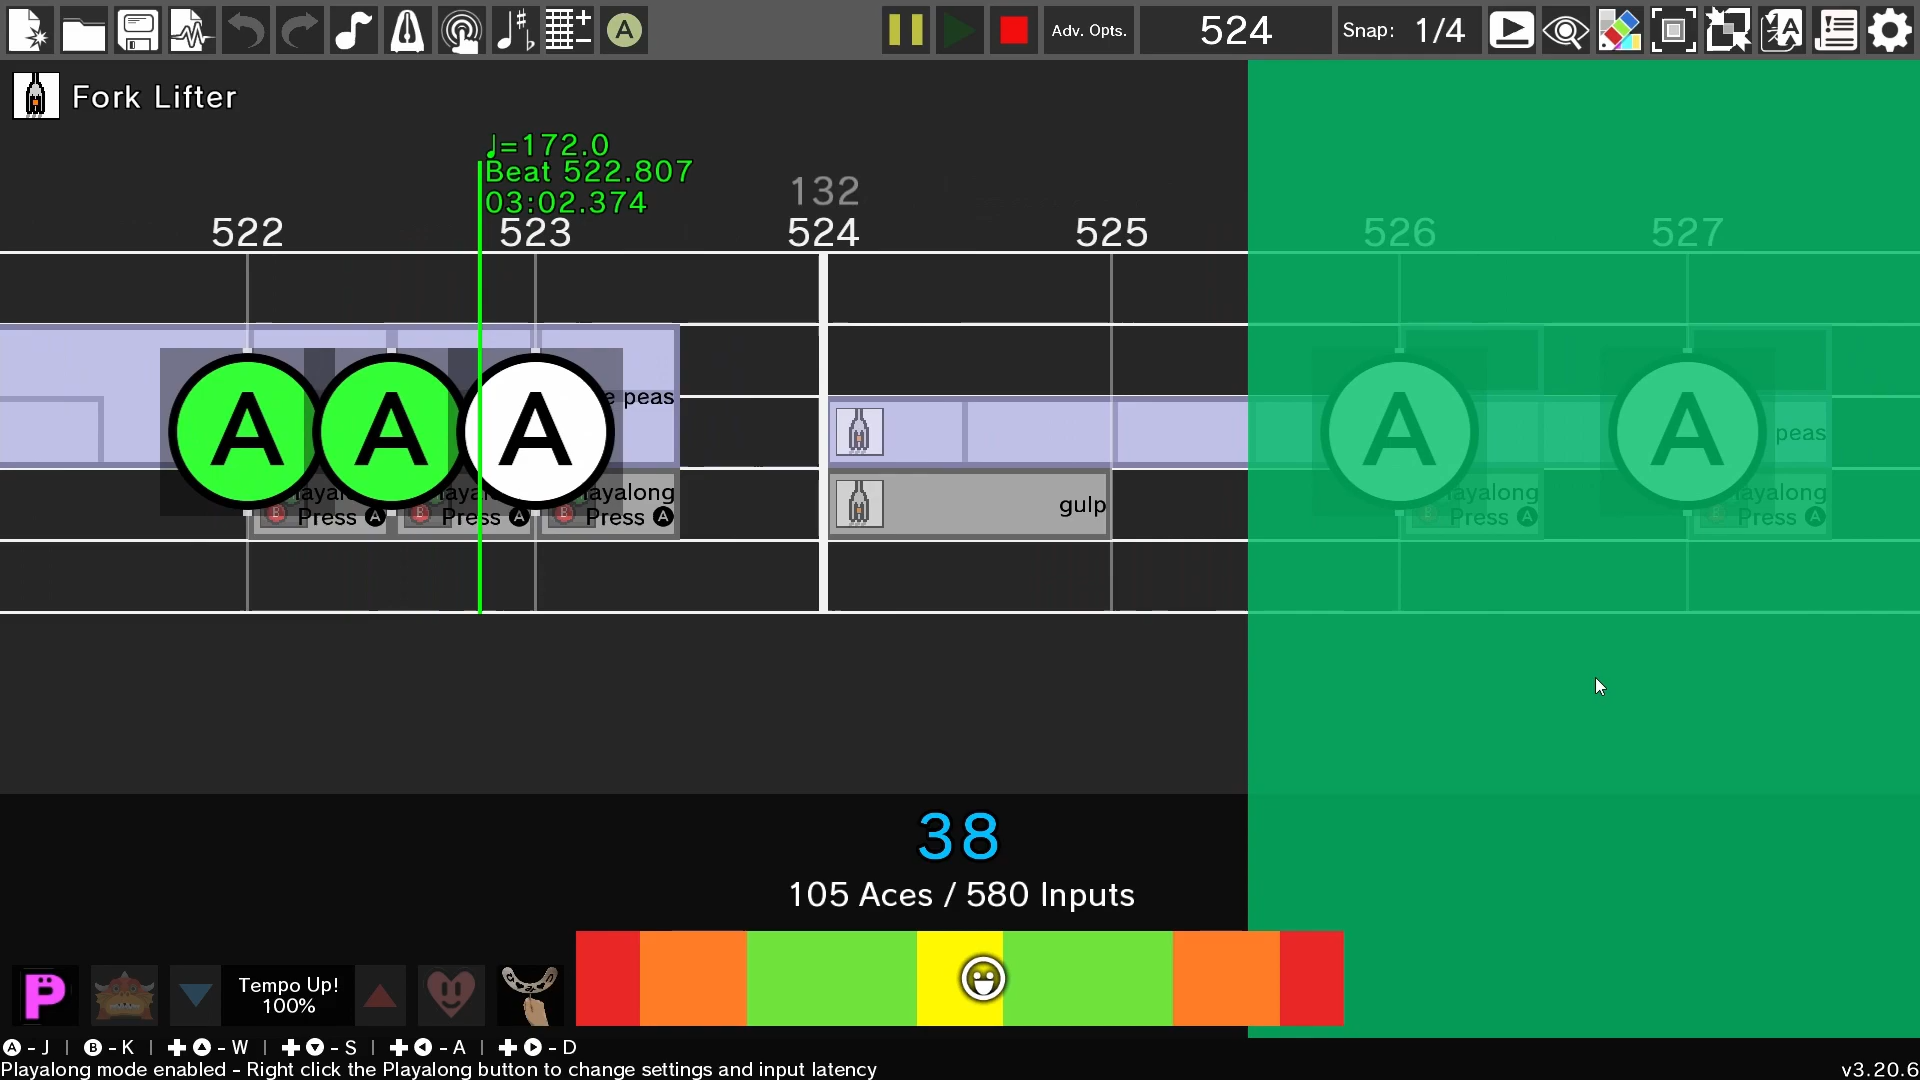 A
Adv. Opts.
524
Snap: 1/4
A
Fork Lifter
♩=172.0
Beat 522.807
03:02.374
132
522
523
524
525
526
527
A
A
A
A
A
e peas
peas
ayalong
Press A
ayalong
Press A
ayalong
Press A
B
B
B
gulp
ayalong
Press A
ayalong
Press A
38
105 Aces / 580 Inputs
P
Tempo Up!
100%
A - J | B - K | - W | - S | - A | - D
Playalong mode enabled - Right click the Playalong button to change settings and input latency
v3.20.6